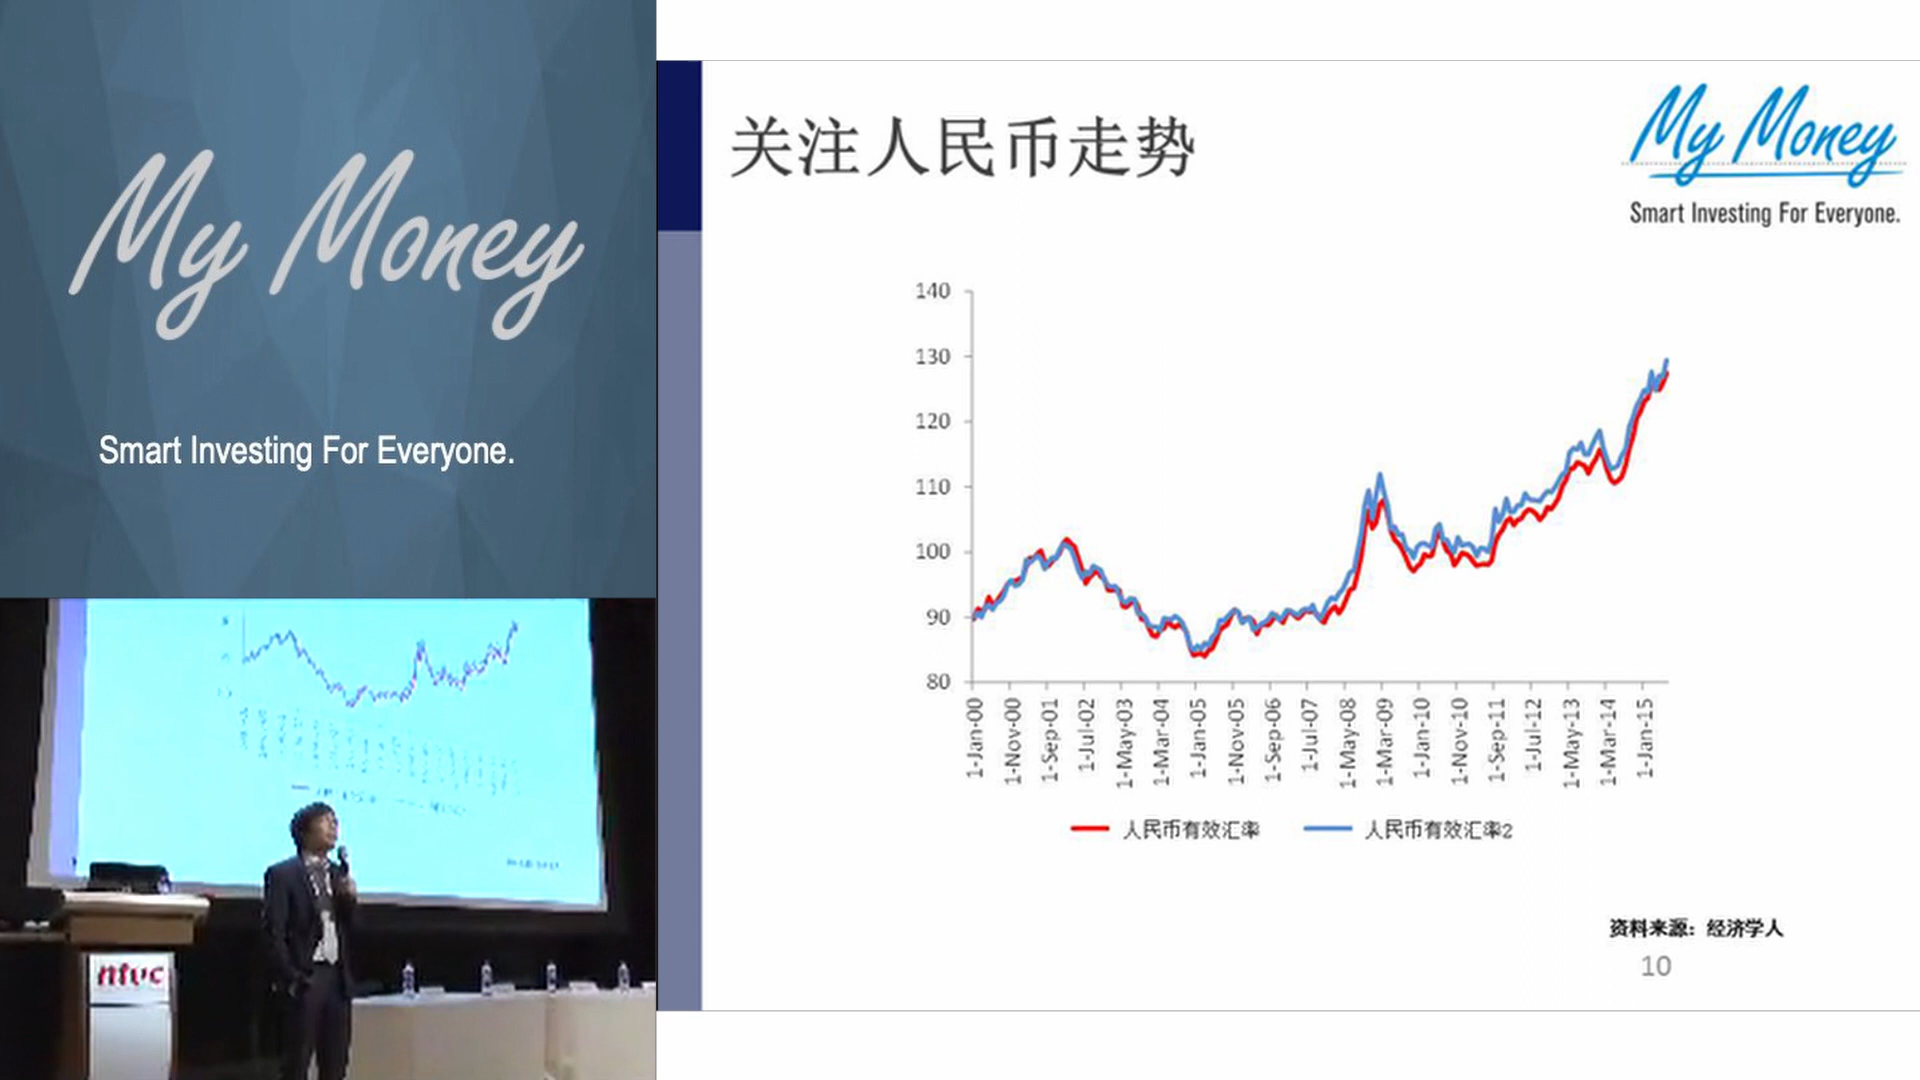 My Money
Smart Investing For Everyone.
关注人民币走势
My Money
Smart Investing For Everyone.
140
130
120
110
100
90
80
1-Jan-00
1-Nov-00
1-Sep-01
1-Jul-02
1-May-03
1-Mar-04
1-Jan-05
1-Nov-05
1-Sep-06
1-Jul-07
1-May-08
1-Mar-09
1-Jan-10
1-Nov-10
1-Sep-11
1-Jul-12
1-May-13
1-Mar-14
1-Jan-15
人民币有效汇率
人民币有效汇率2
资料来源：经济学人
10